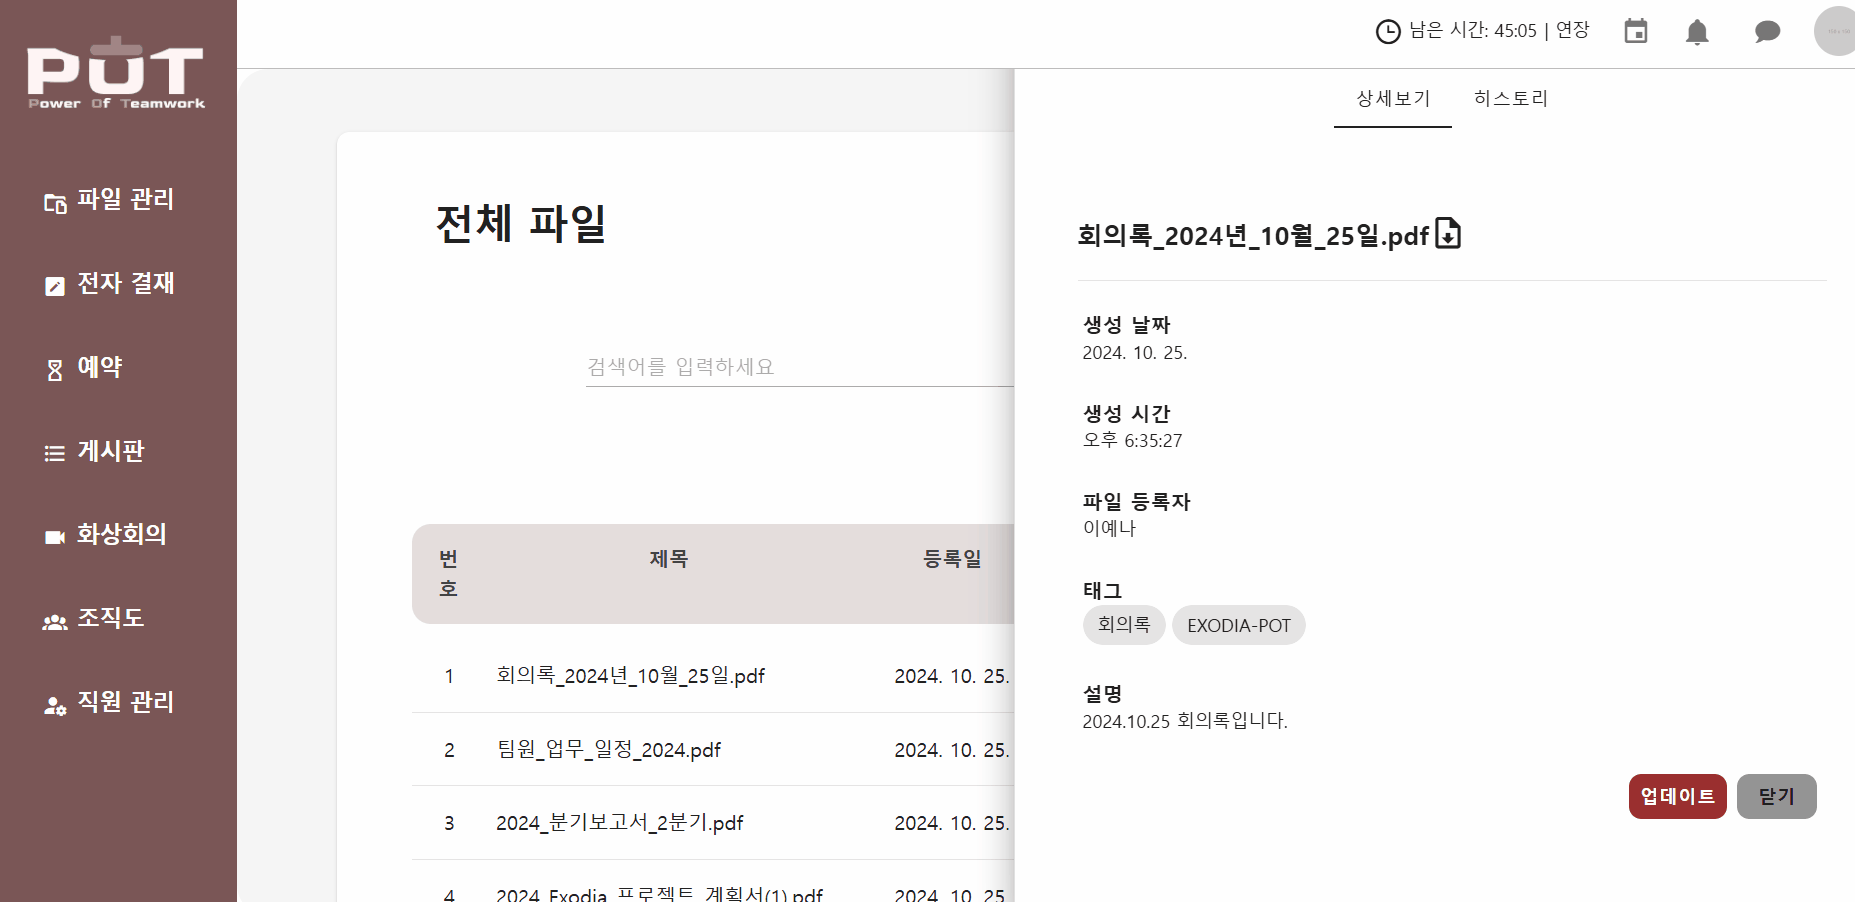 POT
Power Of Teamwork
파일 관리
전자 결재
예약
게시판
화상회의
조직도
직원 관리
남은 시간: 45:05 | 연장
전체 파일
검색어를 입력하세요
번호 제목 등록일
1 회의록_2024년_10월_25일.pdf 2024. 10. 25.
2 팀원_업무_일정_2024.pdf 2024. 10. 25.
3 2024_분기보고서_2분기.pdf 2024. 10. 25.
4 2024_Exodia_프로젝트_계획서(1).pdf 2024. 10. 25.
상세보기 히스토리
회의록_2024년_10월_25일.pdf
생성 날짜
2024. 10. 25.
생성 시간
오후 6:35:27
파일 등록자
이예나
태그
회의록 EXODIA-POT
설명
2024.10.25 회의록입니다.
업데이트 닫기